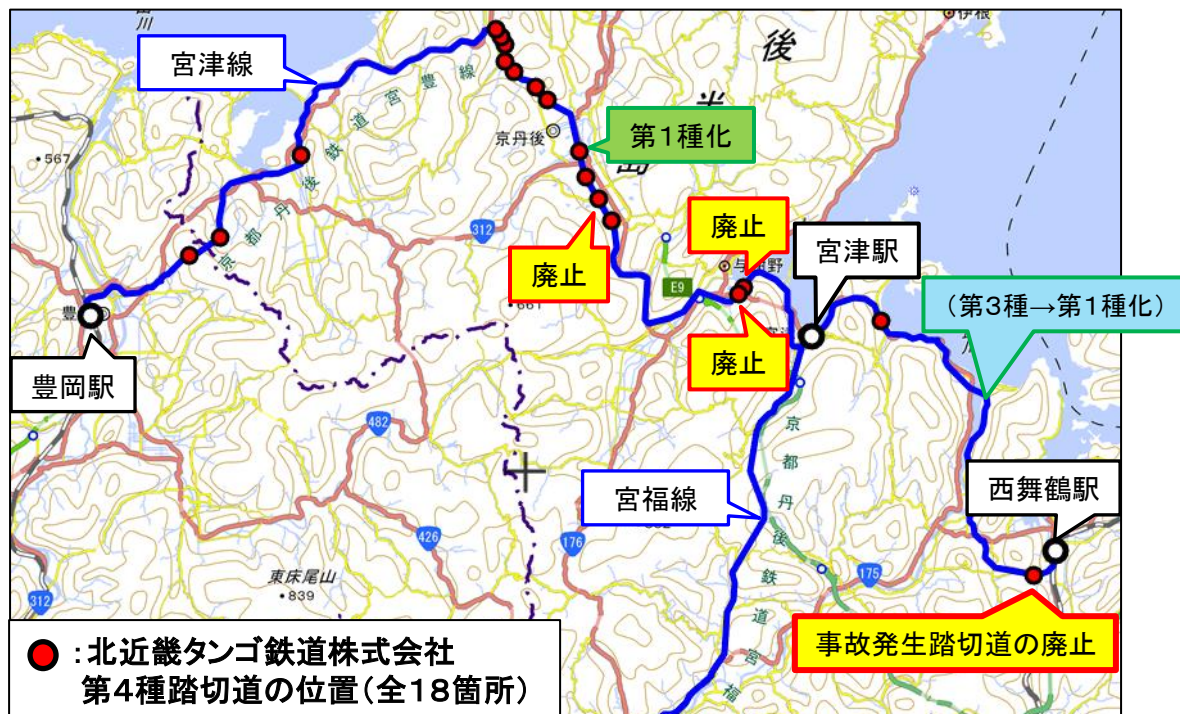 伊根
後
宮津線
鉄道宮豊線
半
第1種化
京丹後
島
・567
312
廃止
宮津駅
廃止
与謝野
E9
(第3種→第1種化)
京都丹後
・661
廃止
豊岡駅
482
京都丹後鉄道宮福
西舞鶴駅
宮福線
426
176
175
東床尾山
・839
312
事故発生踏切道の廃止
:北近畿タンゴ鉄道株式会社
第4種踏切道の位置(全18箇所)